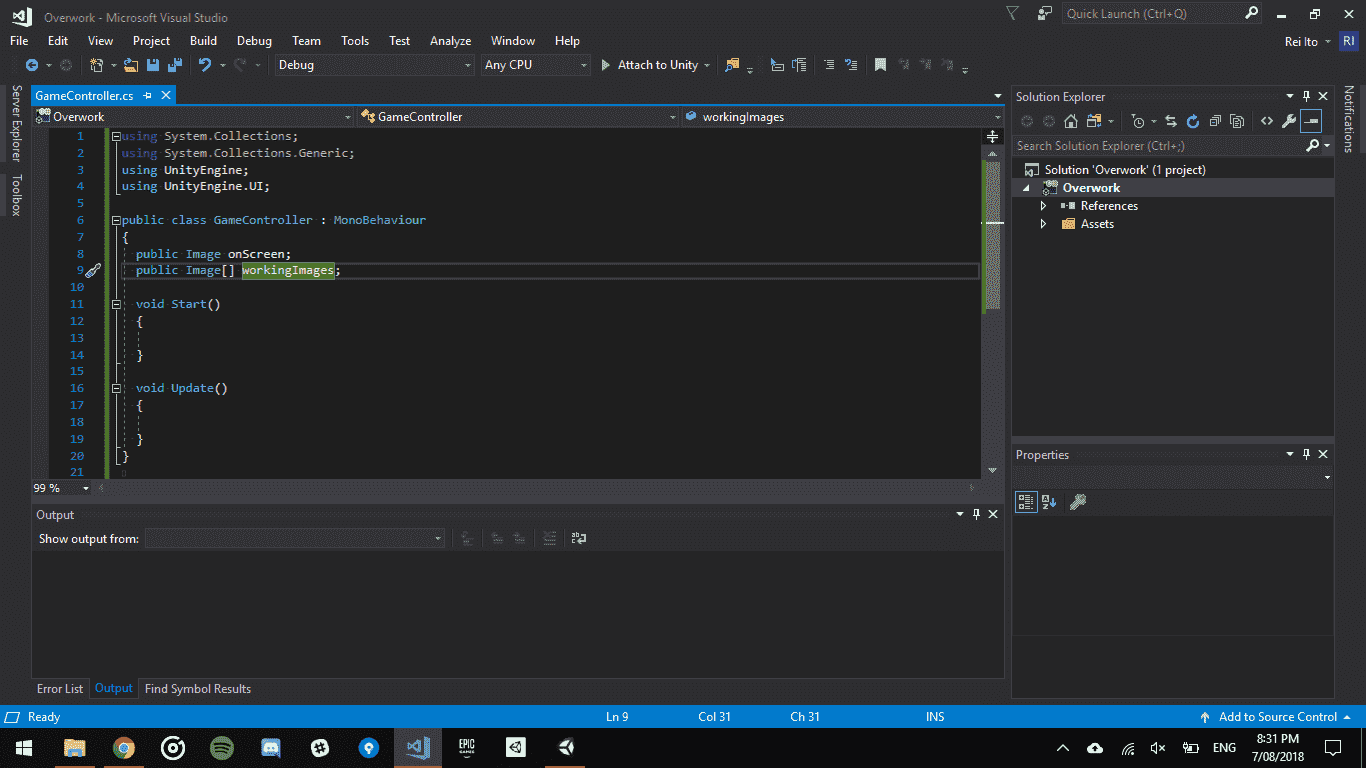 Overwork - Microsoft Visual Studio
Quick Launch (Ctrl+Q)
File Edit View Project Build Debug Team Tools Test Analyze Window Help
Rei Ito RI
Debug Any CPU Attach to Unity
Server Explorer
Toolbox
GameController.cs
Overwork GameController workingImages
1 using System.Collections;
2 using System.Collections.Generic;
3 using UnityEngine;
4 using UnityEngine.UI;
5
6 public class GameController : MonoBehaviour
7 {
8 public Image onScreen;
9 public Image[] workingImages;
10
11 void Start()
12 {
13
14 }
15
16 void Update()
17 {
18
19 }
20 }
21
99 %
Output
Show output from:
Error List Output Find Symbol Results
Solution Explorer
Search Solution Explorer (Ctrl+;)
Solution 'Overwork' (1 project)
Overwork
References
Assets
Properties
Notifications
Ready Ln 9 Col 31 Ch 31 INS Add to Source Control
EPIC
GAMES
ENG
8:31 PM
7/08/2018